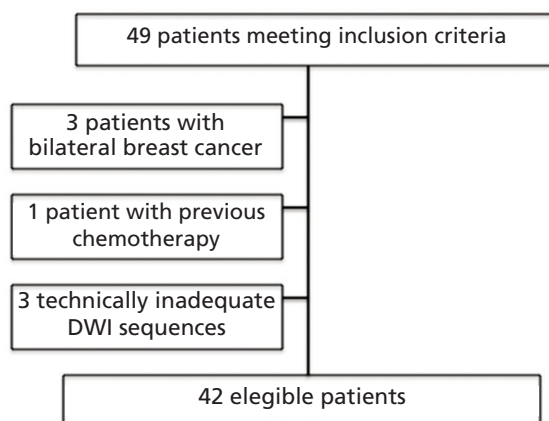 49 patients meeting inclusion criteria
3 patients with
bilateral breast cancer
1 patient with previous
chemotherapy
3 technically inadequate
DWI sequences
42 elegible patients